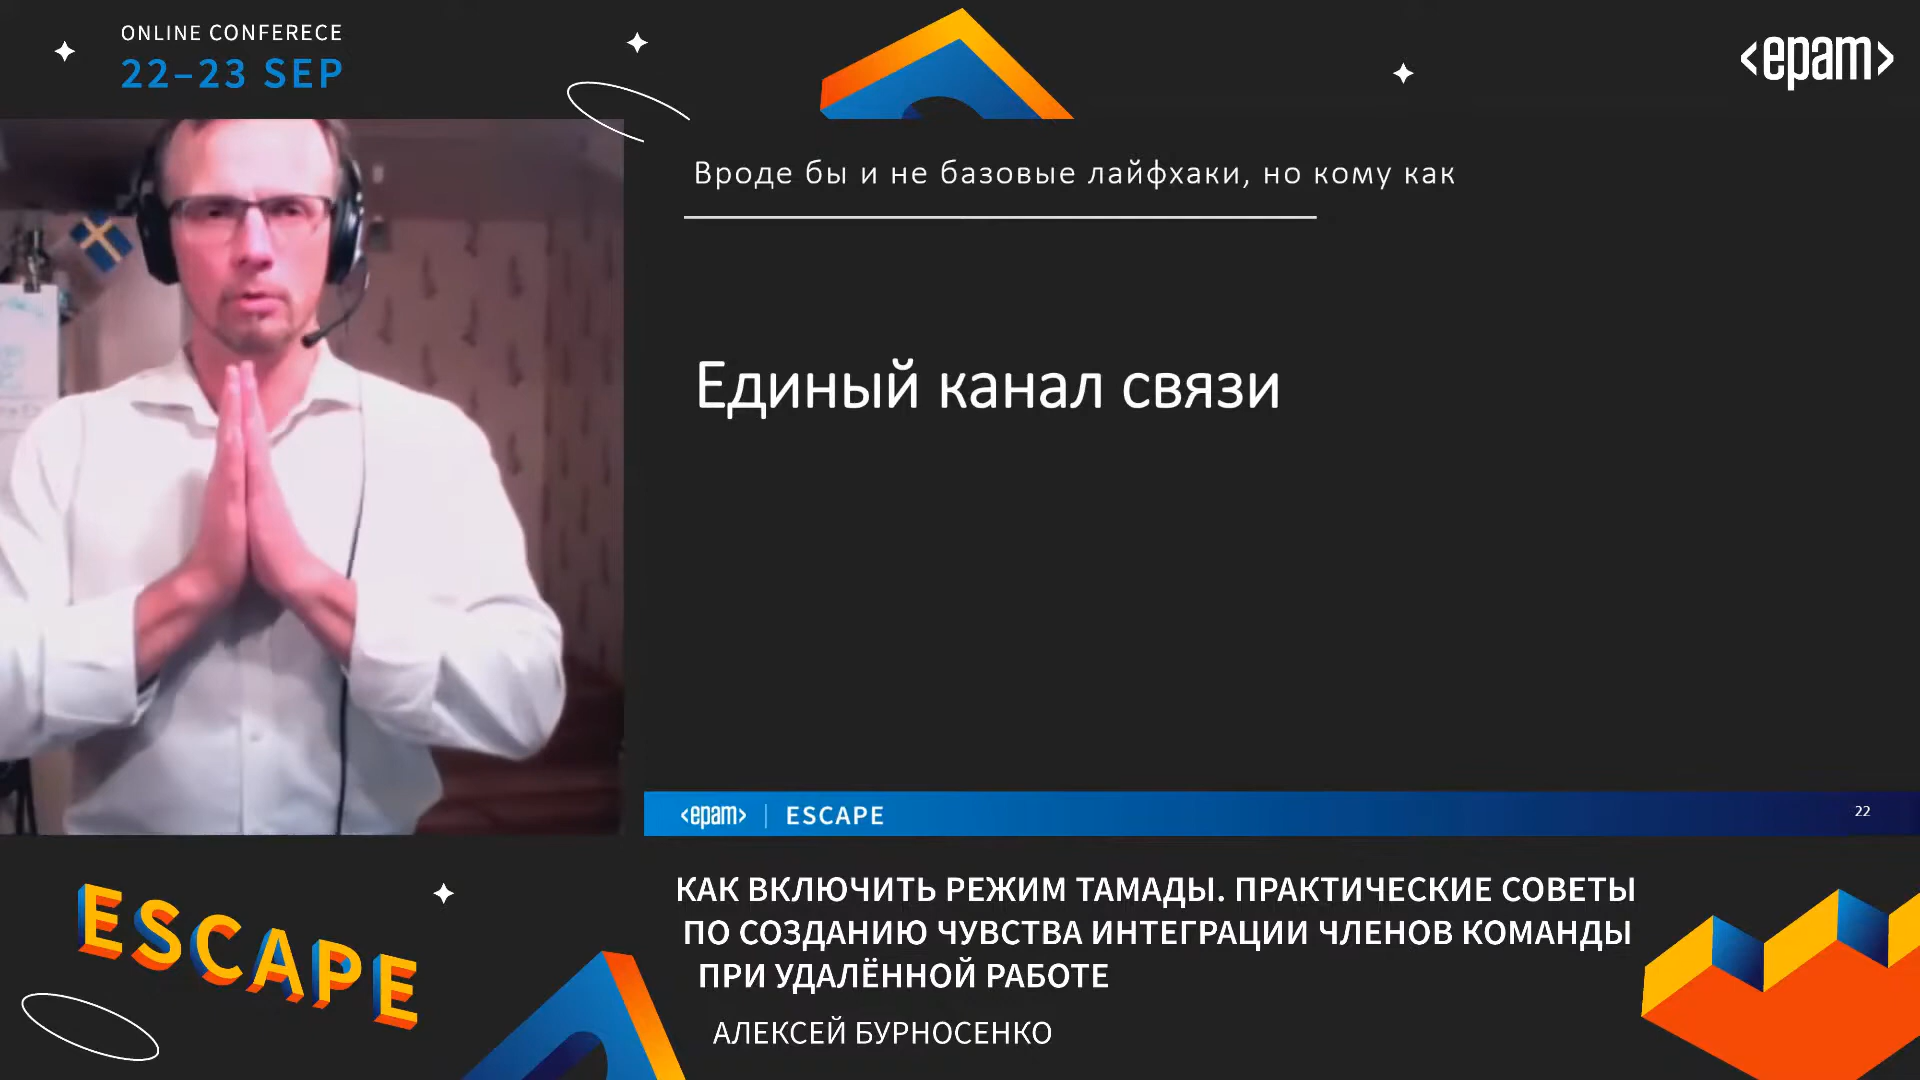 ONLINE CONFERECE
22–23 SEP
<epam>
Вроде бы и не базовые лайфхаки, но кому как
Единый канал связи
<epam> | ESCAPE
22
ESCAPE
КАК ВКЛЮЧИТЬ РЕЖИМ ТАМАДЫ. ПРАКТИЧЕСКИЕ СОВЕТЫ
ПО СОЗДАНИЮ ЧУВСТВА ИНТЕГРАЦИИ ЧЛЕНОВ КОМАНДЫ
ПРИ УДАЛЁННОЙ РАБОТЕ
АЛЕКСЕЙ БУРНОСЕНКО